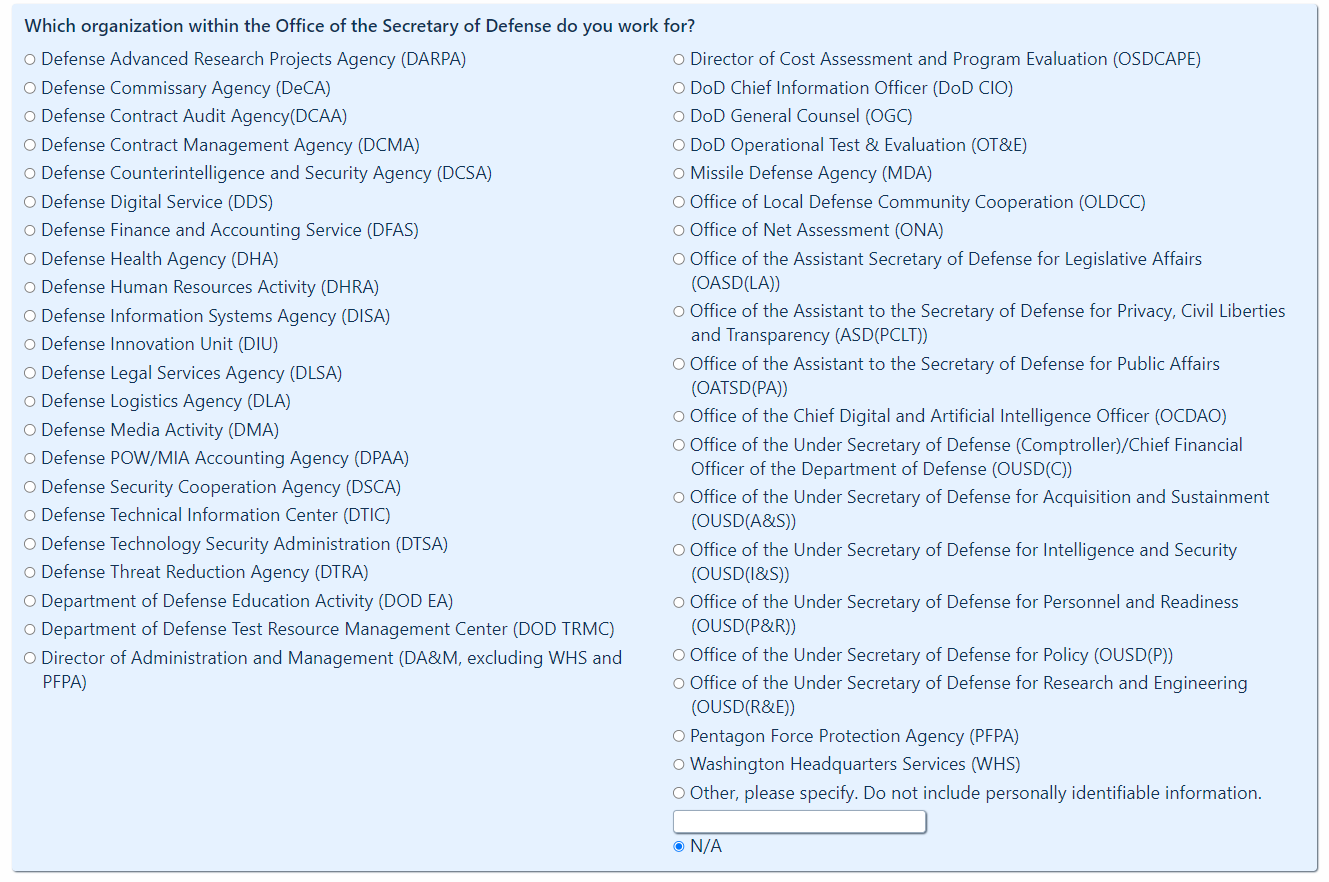 Which organization within the Office of the Secretary of Defense do you work for?
Defense Advanced Research Projects Agency (DARPA)
Defense Commissary Agency (DeCA)
Defense Contract Audit Agency(DCAA)
Defense Contract Management Agency (DCMA)
Defense Counterintelligence and Security Agency (DCSA)
Defense Digital Service (DDS)
Defense Finance and Accounting Service (DFAS)
Defense Health Agency (DHA)
Defense Human Resources Activity (DHRA)
Defense Information Systems Agency (DISA)
Defense Innovation Unit (DIU)
Defense Legal Services Agency (DLSA)
Defense Logistics Agency (DLA)
Defense Media Activity (DMA)
Defense POW/MIA Accounting Agency (DPAA)
Defense Security Cooperation Agency (DSCA)
Defense Technical Information Center (DTIC)
Defense Technology Security Administration (DTSA)
Defense Threat Reduction Agency (DTRA)
Department of Defense Education Activity (DOD EA)
Department of Defense Test Resource Management Center (DOD TRMC)
Director of Administration and Management (DA&M, excluding WHS and
PFPA)
Director of Cost Assessment and Program Evaluation (OSDCAPE)
DoD Chief Information Officer (DoD CIO)
DoD General Counsel (OGC)
DoD Operational Test & Evaluation (OT&E)
Missile Defense Agency (MDA)
Office of Local Defense Community Cooperation (OLDCC)
Office of Net Assessment (ONA)
Office of the Assistant Secretary of Defense for Legislative Affairs
(OASD(LA))
Office of the Assistant to the Secretary of Defense for Privacy, Civil Liberties
and Transparency (ASD(PCLT))
Office of the Assistant to the Secretary of Defense for Public Affairs
(OATSD(PA))
Office of the Chief Digital and Artificial Intelligence Officer (OCDAO)
Office of the Under Secretary of Defense (Comptroller)/Chief Financial
Officer of the Department of Defense (OUSD(C))
Office of the Under Secretary of Defense for Acquisition and Sustainment
(OUSD(A&S))
Office of the Under Secretary of Defense for Intelligence and Security
(OUSD(I&S))
Office of the Under Secretary of Defense for Personnel and Readiness
(OUSD(P&R))
Office of the Under Secretary of Defense for Policy (OUSD(P))
Office of the Under Secretary of Defense for Research and Engineering
(OUSD(R&E))
Pentagon Force Protection Agency (PFPA)
Washington Headquarters Services (WHS)
Other, please specify. Do not include personally identifiable information.
N/A